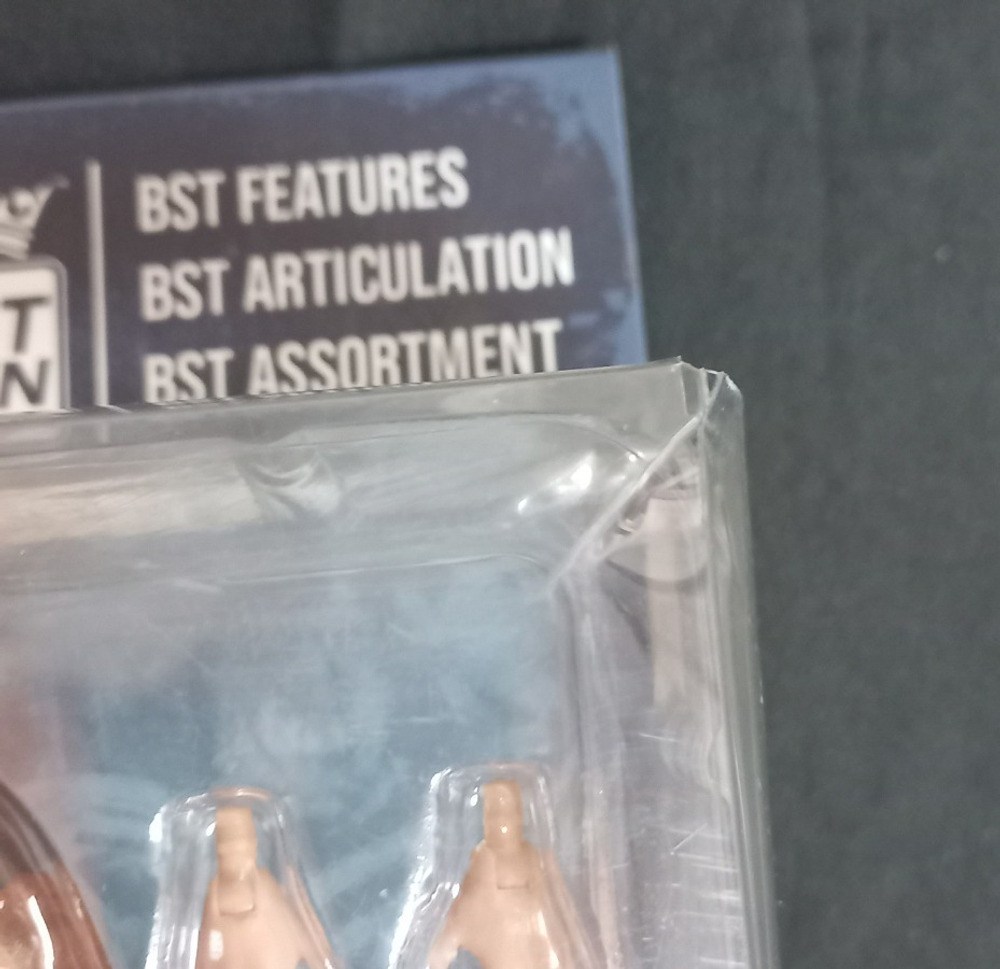 BST FEATURES
BST ARTICULATION
BST ASSORTMENT
T
N